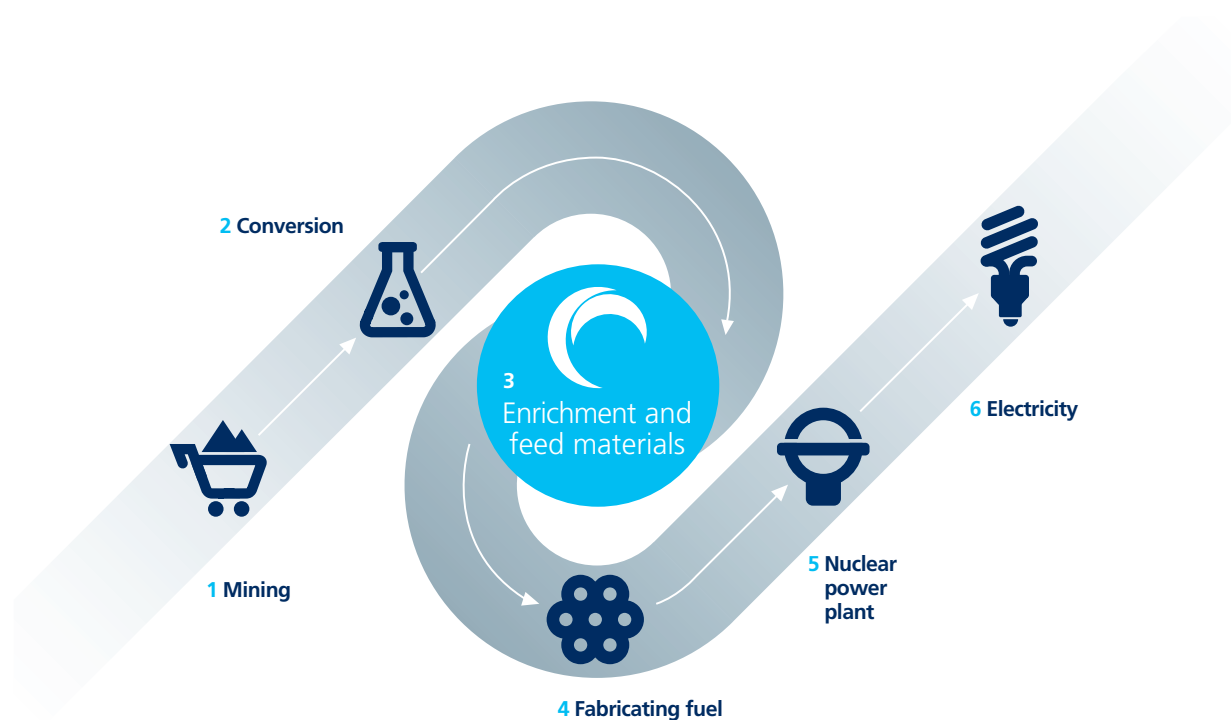 1 Mining
2 Conversion
3
Enrichment and
feed materials
4 Fabricating fuel
5 Nuclear
power
plant
6 Electricity